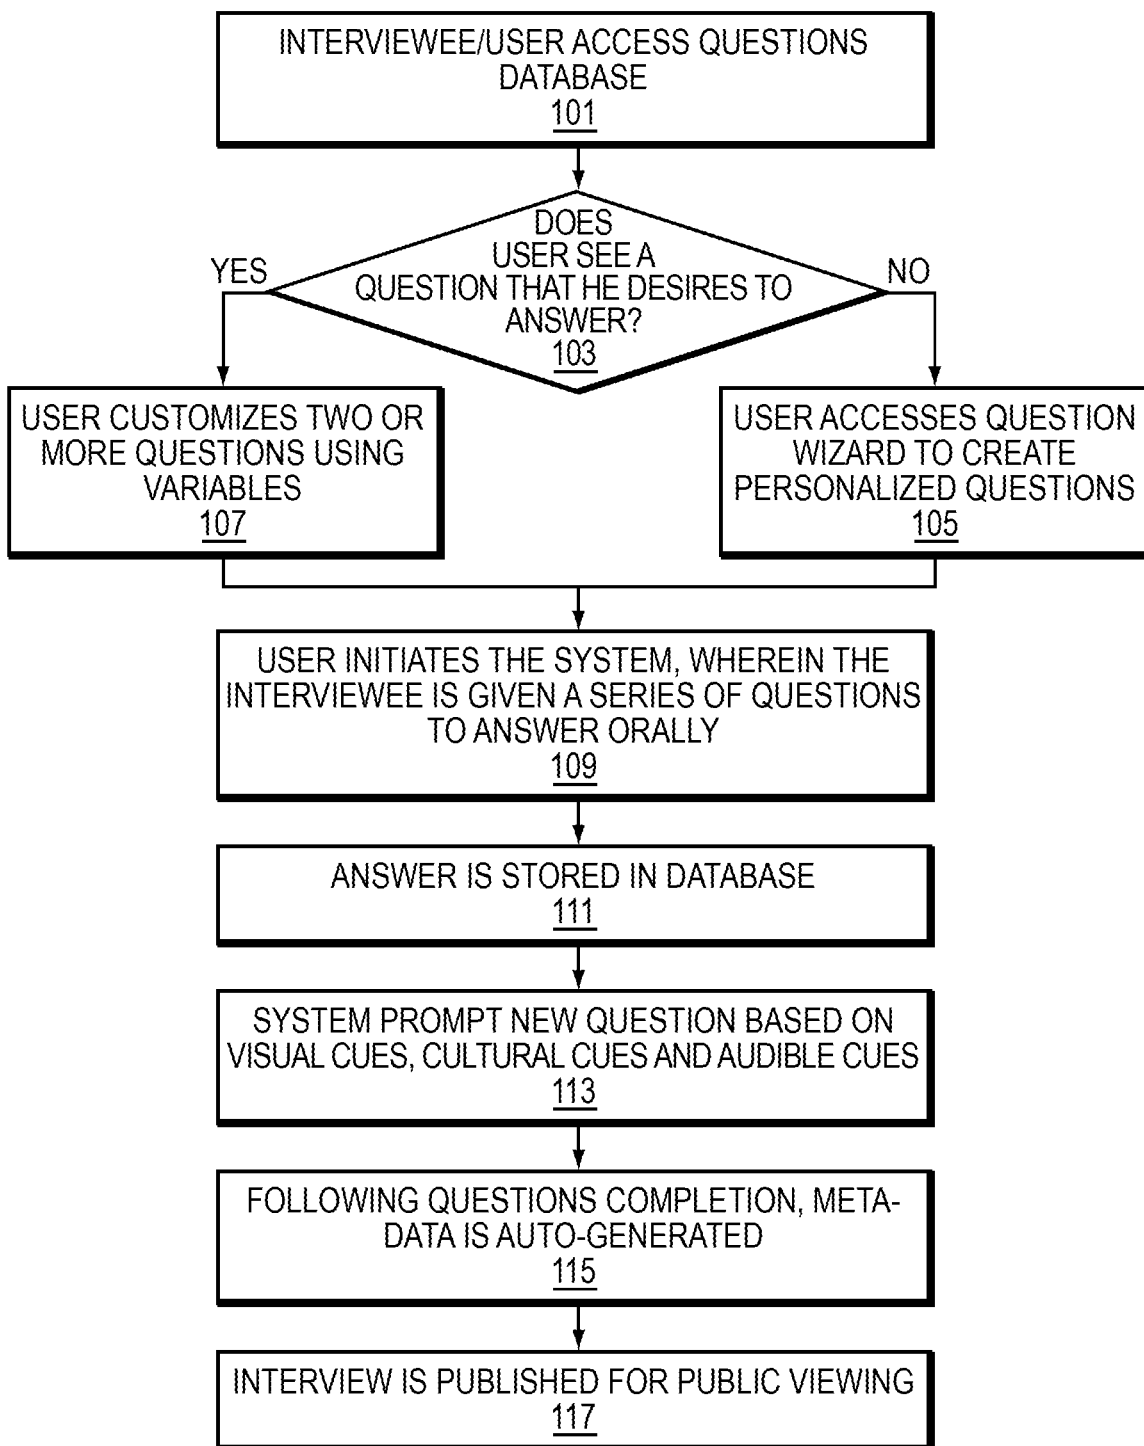 INTERVIEWEE/USER ACCESS QUESTIONS
DATABASE
101
DOES
USER SEE A
QUESTION THAT HE DESIRES TO
ANSWER?
103
YES
NO
USER CUSTOMIZES TWO OR
MORE QUESTIONS USING
VARIABLES
107
USER ACCESSES QUESTION
WIZARD TO CREATE
PERSONALIZED QUESTIONS
105
USER INITIATES THE SYSTEM, WHEREIN THE
INTERVIEWEE IS GIVEN A SERIES OF QUESTIONS
TO ANSWER ORALLY
109
ANSWER IS STORED IN DATABASE
111
SYSTEM PROMPT NEW QUESTION BASED ON
VISUAL CUES, CULTURAL CUES AND AUDIBLE CUES
113
FOLLOWING QUESTIONS COMPLETION, META-
DATA IS AUTO-GENERATED
115
INTERVIEW IS PUBLISHED FOR PUBLIC VIEWING
117